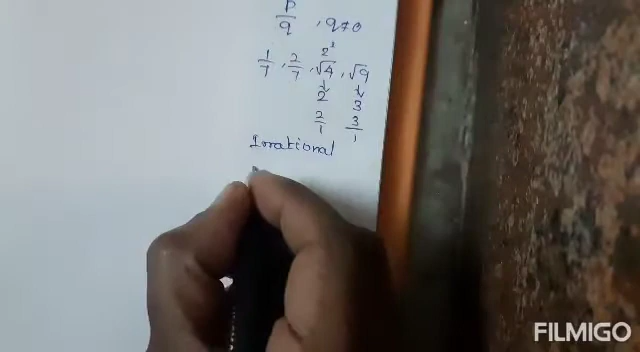 p/q , q≠0
1/7 , 2/7 , √4 , √9
2 3
2/1 3/1
Irrational
FILMIGO